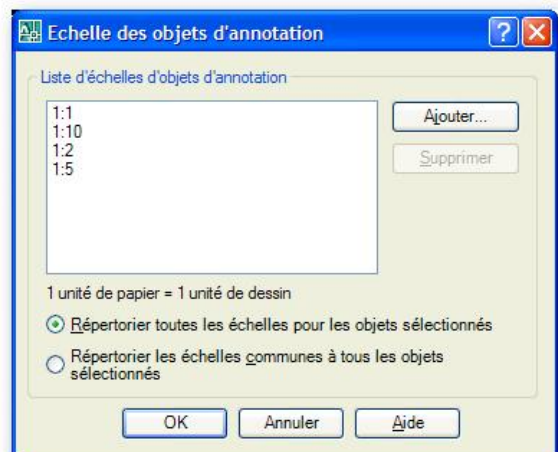 Echelle des objets d'annotation
Liste d'échelles d'objets d'annotation
1:1
1:10
1:2
1:5
Ajouter...
Supprimer
1 unité de papier = 1 unité de dessin
Répertorier toutes les échelles pour les objets sélectionnés
Répertorier les échelles communes à tous les objets
sélectionnés
OK
Annuler
Aide